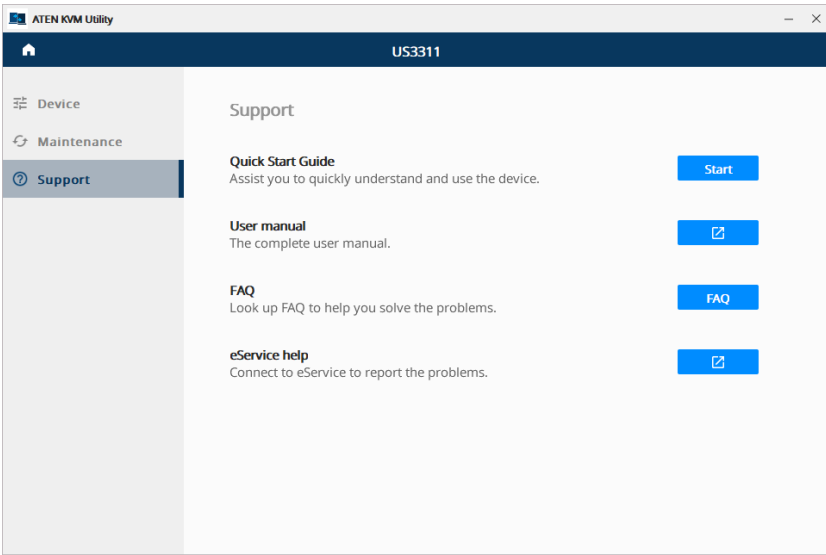 ATEN KVM Utility
US3311
Device
Maintenance
Support
Support
Quick Start Guide
Assist you to quickly understand and use the device.
Start
User manual
The complete user manual.
FAQ
Look up FAQ to help you solve the problems.
FAQ
eService help
Connect to eService to report the problems.